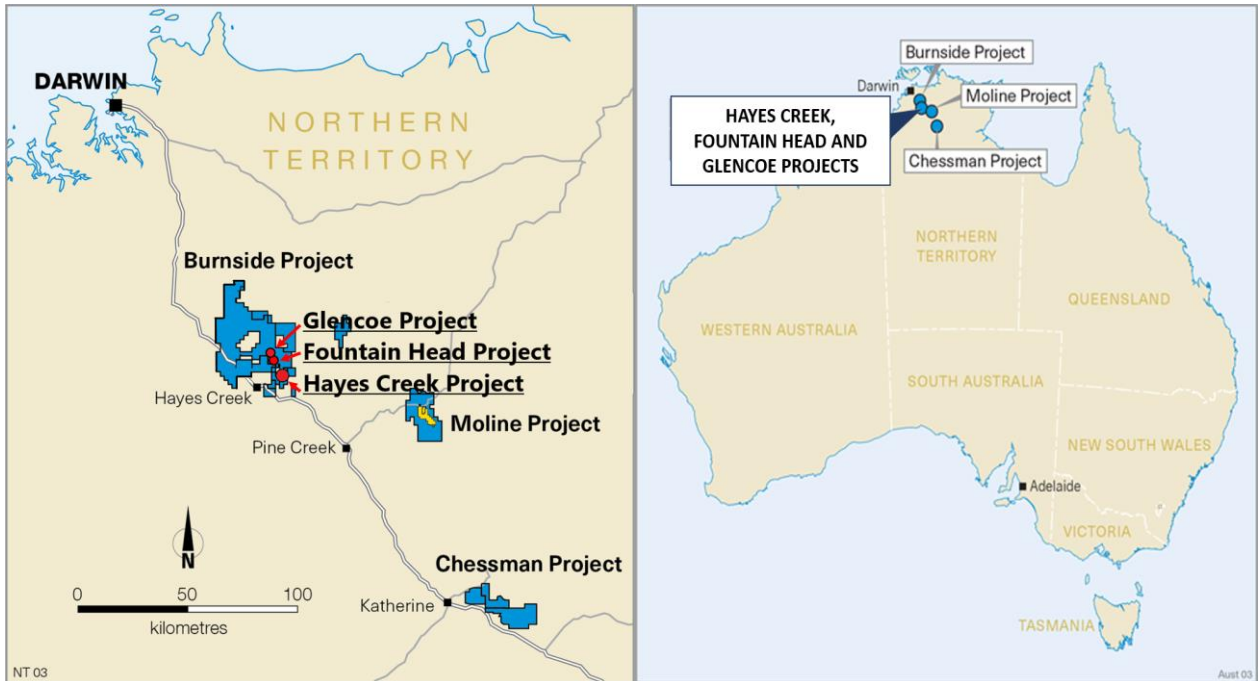 DARWIN
NORTHERN
TERRITORY
Burnside Project
Glencoe Project
Fountain Head Project
Hayes Creek Project
Hayes Creek
Moline Project
Pine Creek
N
Chessman Project
0 50 100
kilometres
Katherine
NT 03
Burnside Project
Darwin
Moline Project
HAYES CREEK,
FOUNTAIN HEAD AND
GLENCOE PROJECTS
Chessman Project
NORTHERN
TERRITORY
QUEENSLAND
WESTERN AUSTRALIA
SOUTH AUSTRALIA
NEW SOUTH WALES
Adelaide
VICTORIA
TASMANIA
Aust 03